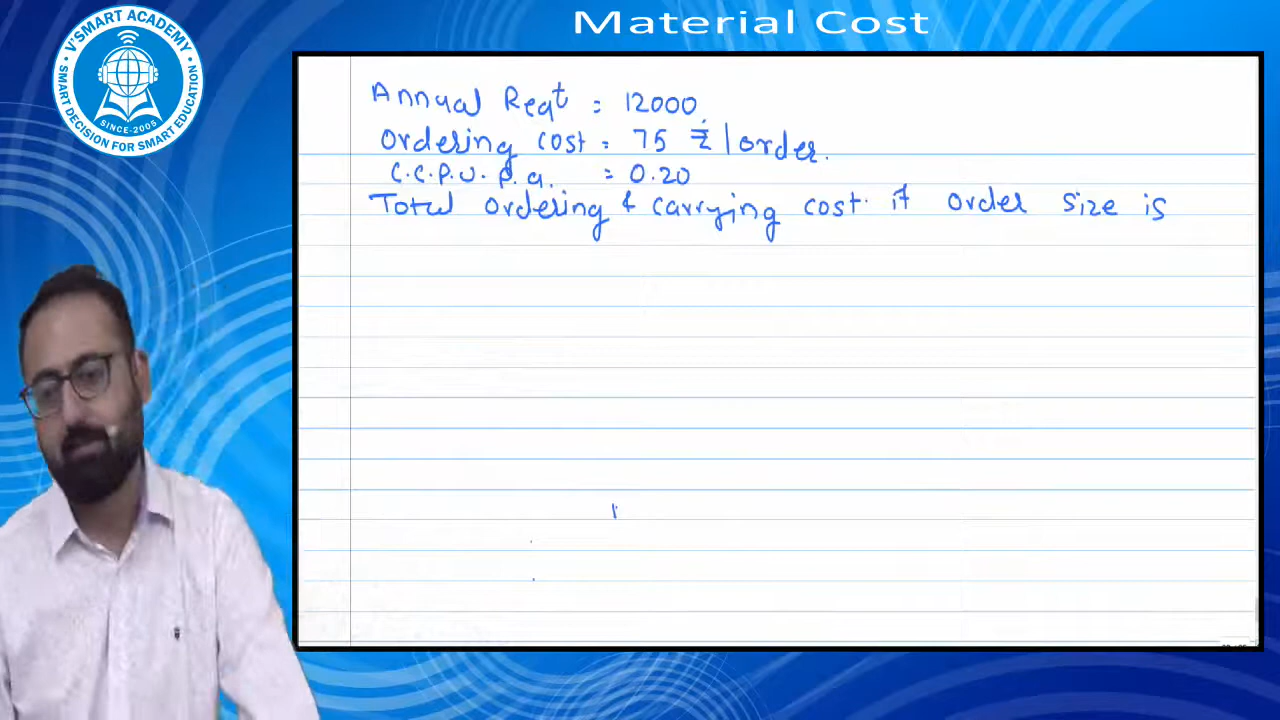 Material Cost
V'SMART ACADEMY
SINCE-2005
SMART DECISION FOR SMART EDUCATION
Annual Reqt = 12000.
Ordering cost = 75 ₹/order.
C.C.P.U. p.a. = 0.20
Total ordering & carrying cost if order size is